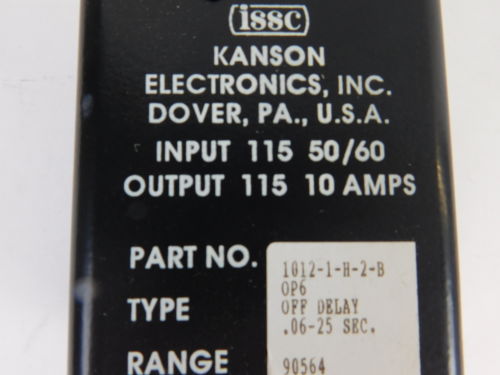 issc
KANSON
ELECTRONICS, INC.
DOVER, PA., U.S.A.
INPUT 115 50/60
OUTPUT 115 10 AMPS
PART NO. 1012-1-H-2-B
OP6
TYPE OFF DELAY
.06-25 SEC.
RANGE 90564